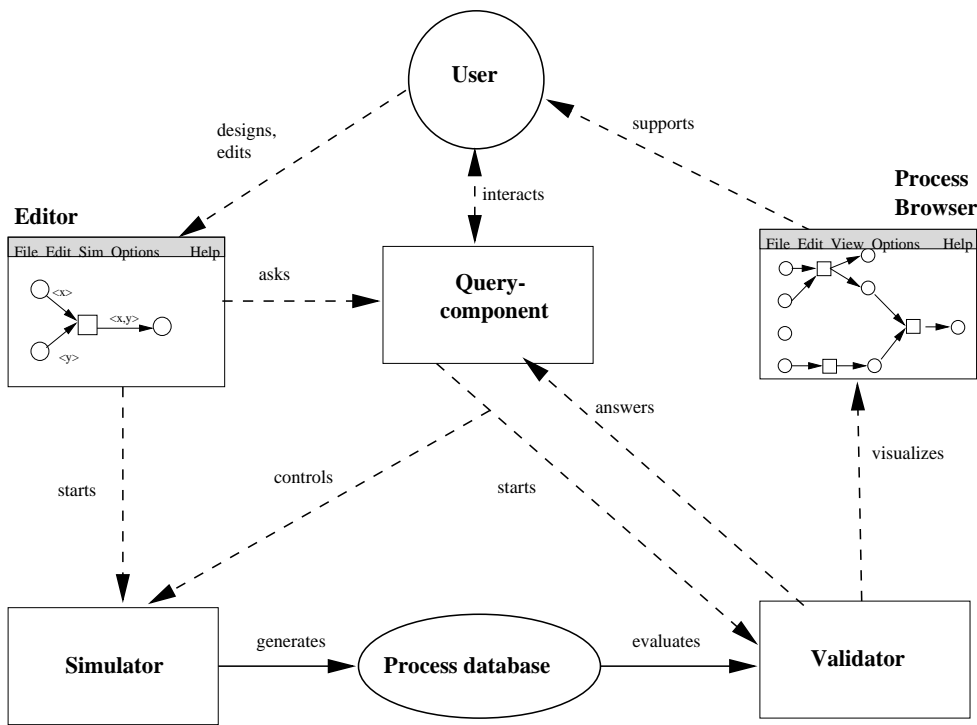 User
designs,
edits
supports
interacts
Process
Browser
Editor
File Edit Sim Options Help
File Edit View Options Help
asks
Query-
component
<x>
<x,y>
<y>
answers
visualizes
controls
starts
starts
generates
evaluates
Simulator
Process database
Validator